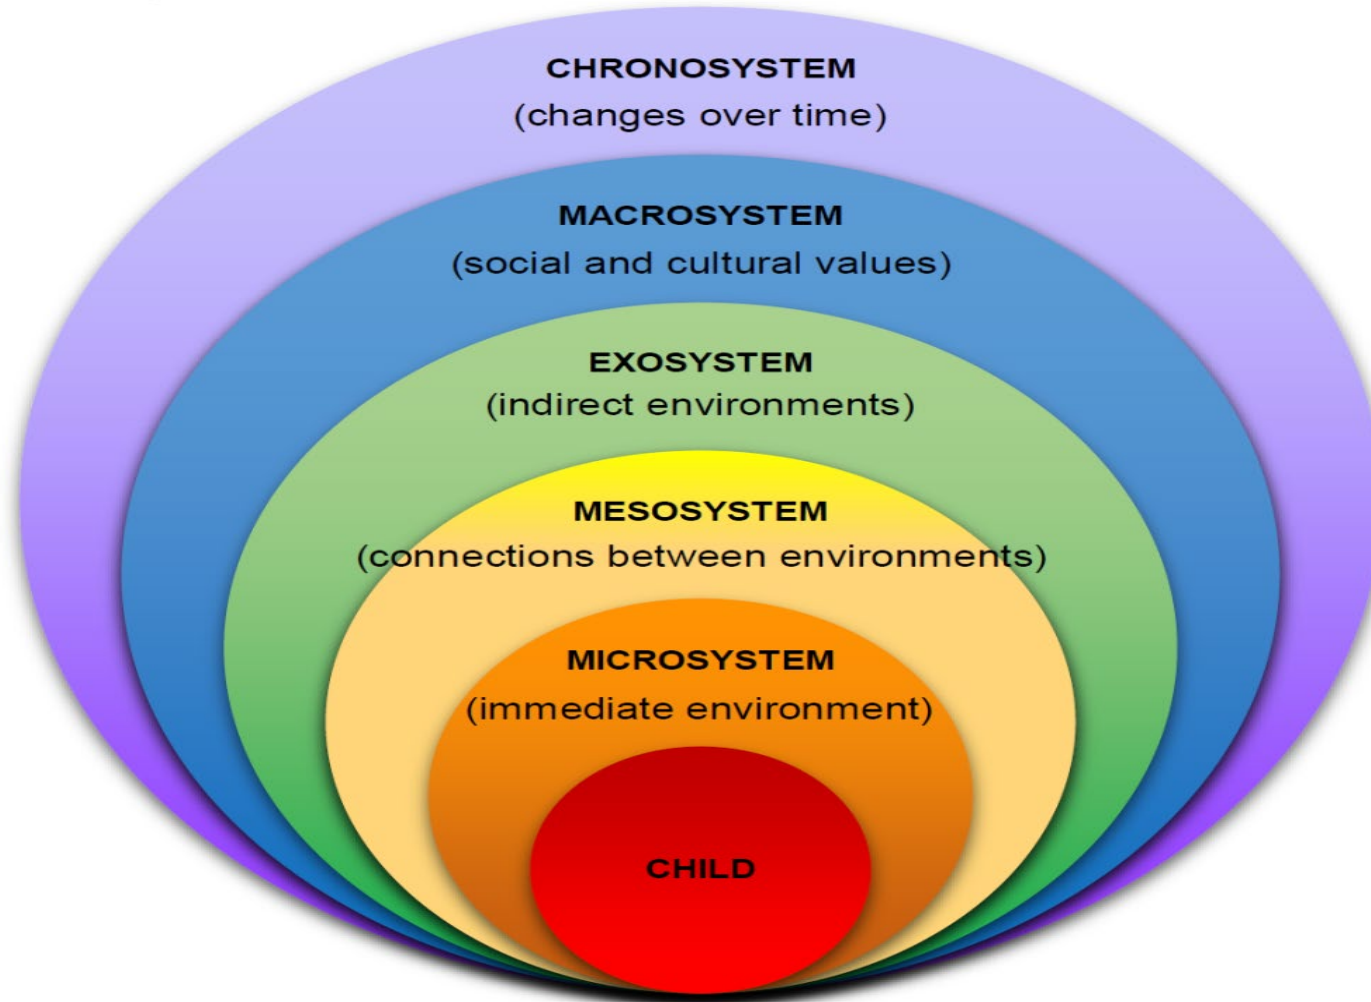 CHRONOSYSTEM
(changes over time)
MACROSYSTEM
(social and cultural values)
EXOSYSTEM
(indirect environments)
MESOSYSTEM
(connections between environments)
MICROSYSTEM
(immediate environment)
CHILD